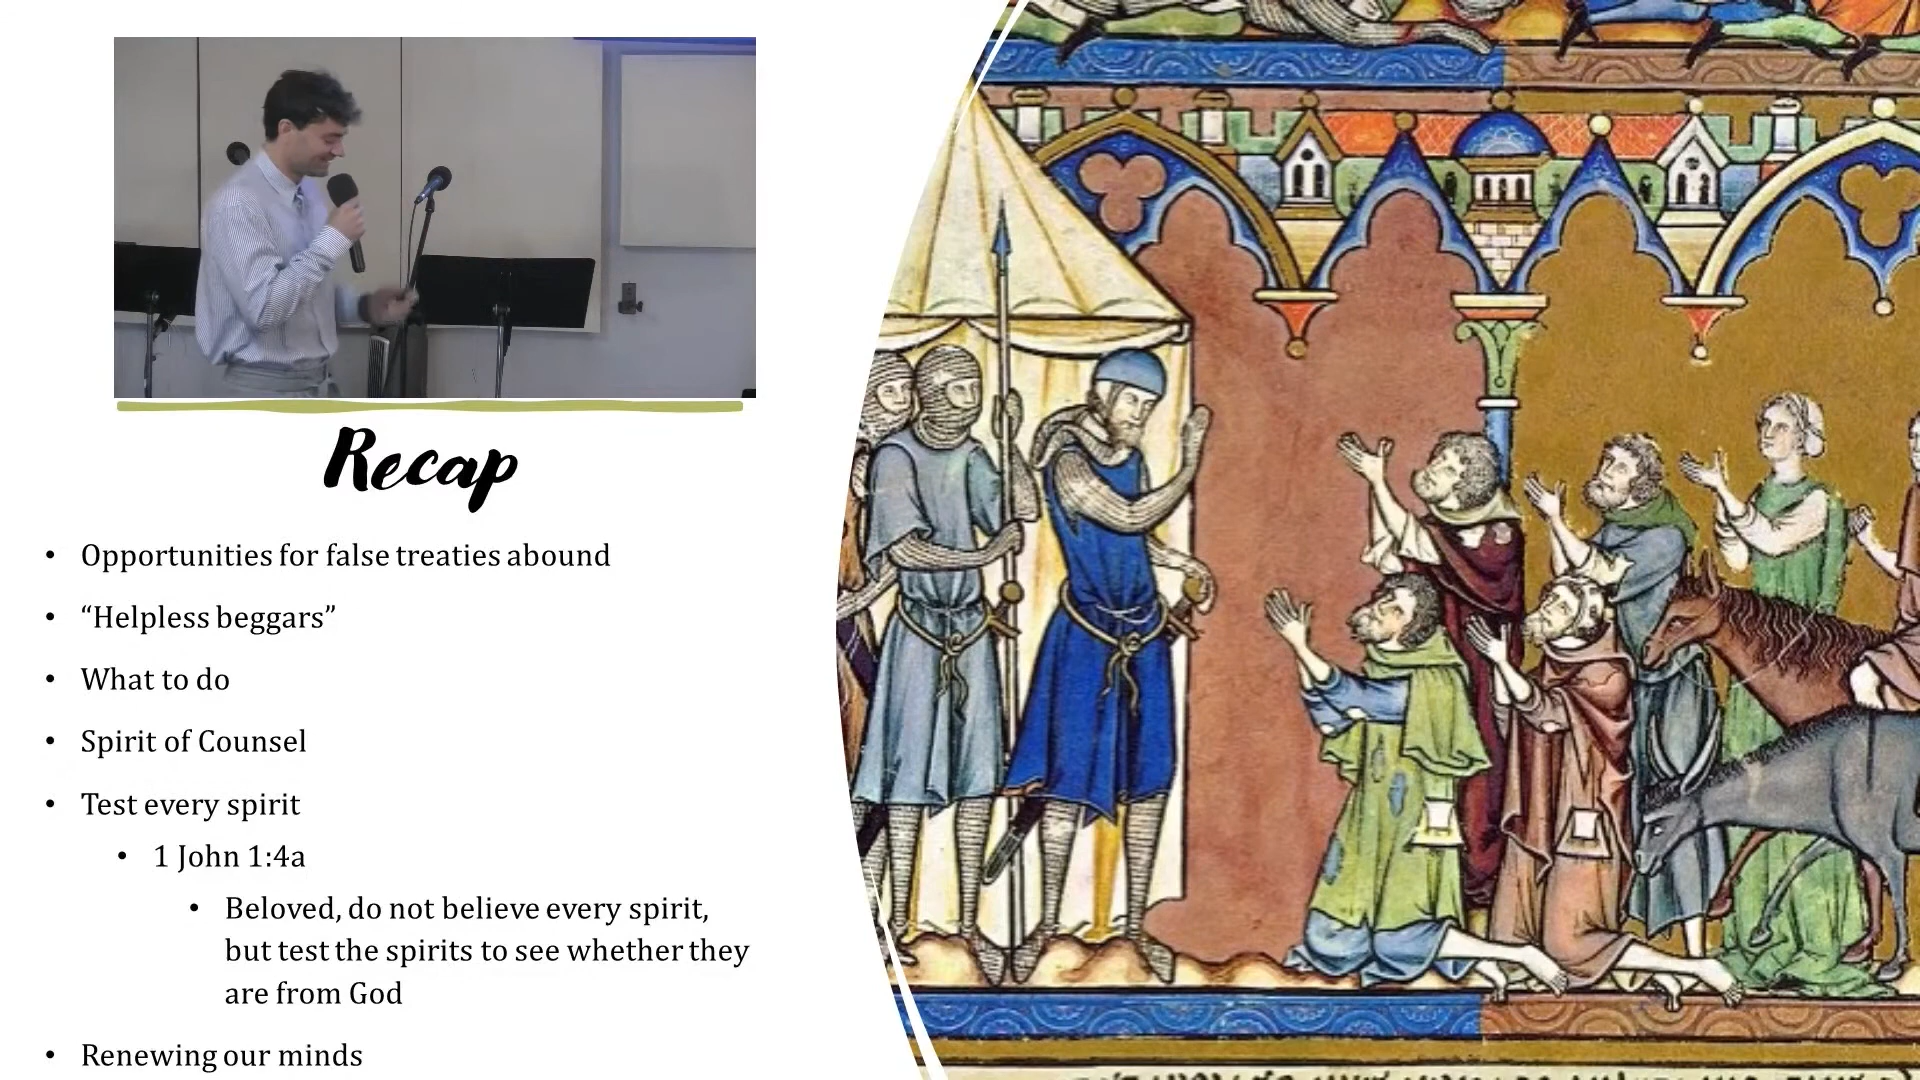 Recap
• Opportunities for false treaties abound
• “Helpless beggars”
• What to do
• Spirit of Counsel
• Test every spirit
• 1 John 1:4a
• Beloved, do not believe every spirit,
but test the spirits to see whether they
are from God
• Renewing our minds